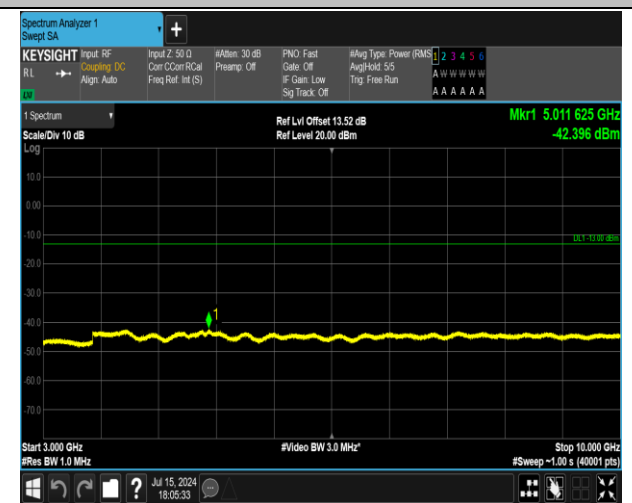 Spectrum Analyzer 1
Swept SA
KEYSIGHT Input: RF
RL
Coupling: DC
Align: Auto
Input Z: 50 Ω
Corr CCorr RCal
Freq Ref: Int (S)
#Atten: 30 dB
Preamp: Off
PNO: Fast
Gate: Off
IF Gain: Low
Sig Track: Off
#Avg Type: Power (RMS
Avg|Hold: 5/5
Trig: Free Run
1 2 3 4 5 6
A W W W W W
A A A A A A
1 Spectrum
Scale/Div 10 dB
Ref Lvl Offset 13.52 dB
Ref Level 20.00 dBm
Mkr1 5.011 625 GHz
-42.396 dBm
Log
10.0
0.00
-10.0
DL1 -13.00 dBm
-20.0
-30.0
-40.0
1
-50.0
-60.0
-70.0
Start 3.000 GHz
#Res BW 1.0 MHz
#Video BW 3.0 MHz*
Stop 10.000 GHz
#Sweep ~1.00 s (40001 pts)
Jul 15, 2024
18:05:33